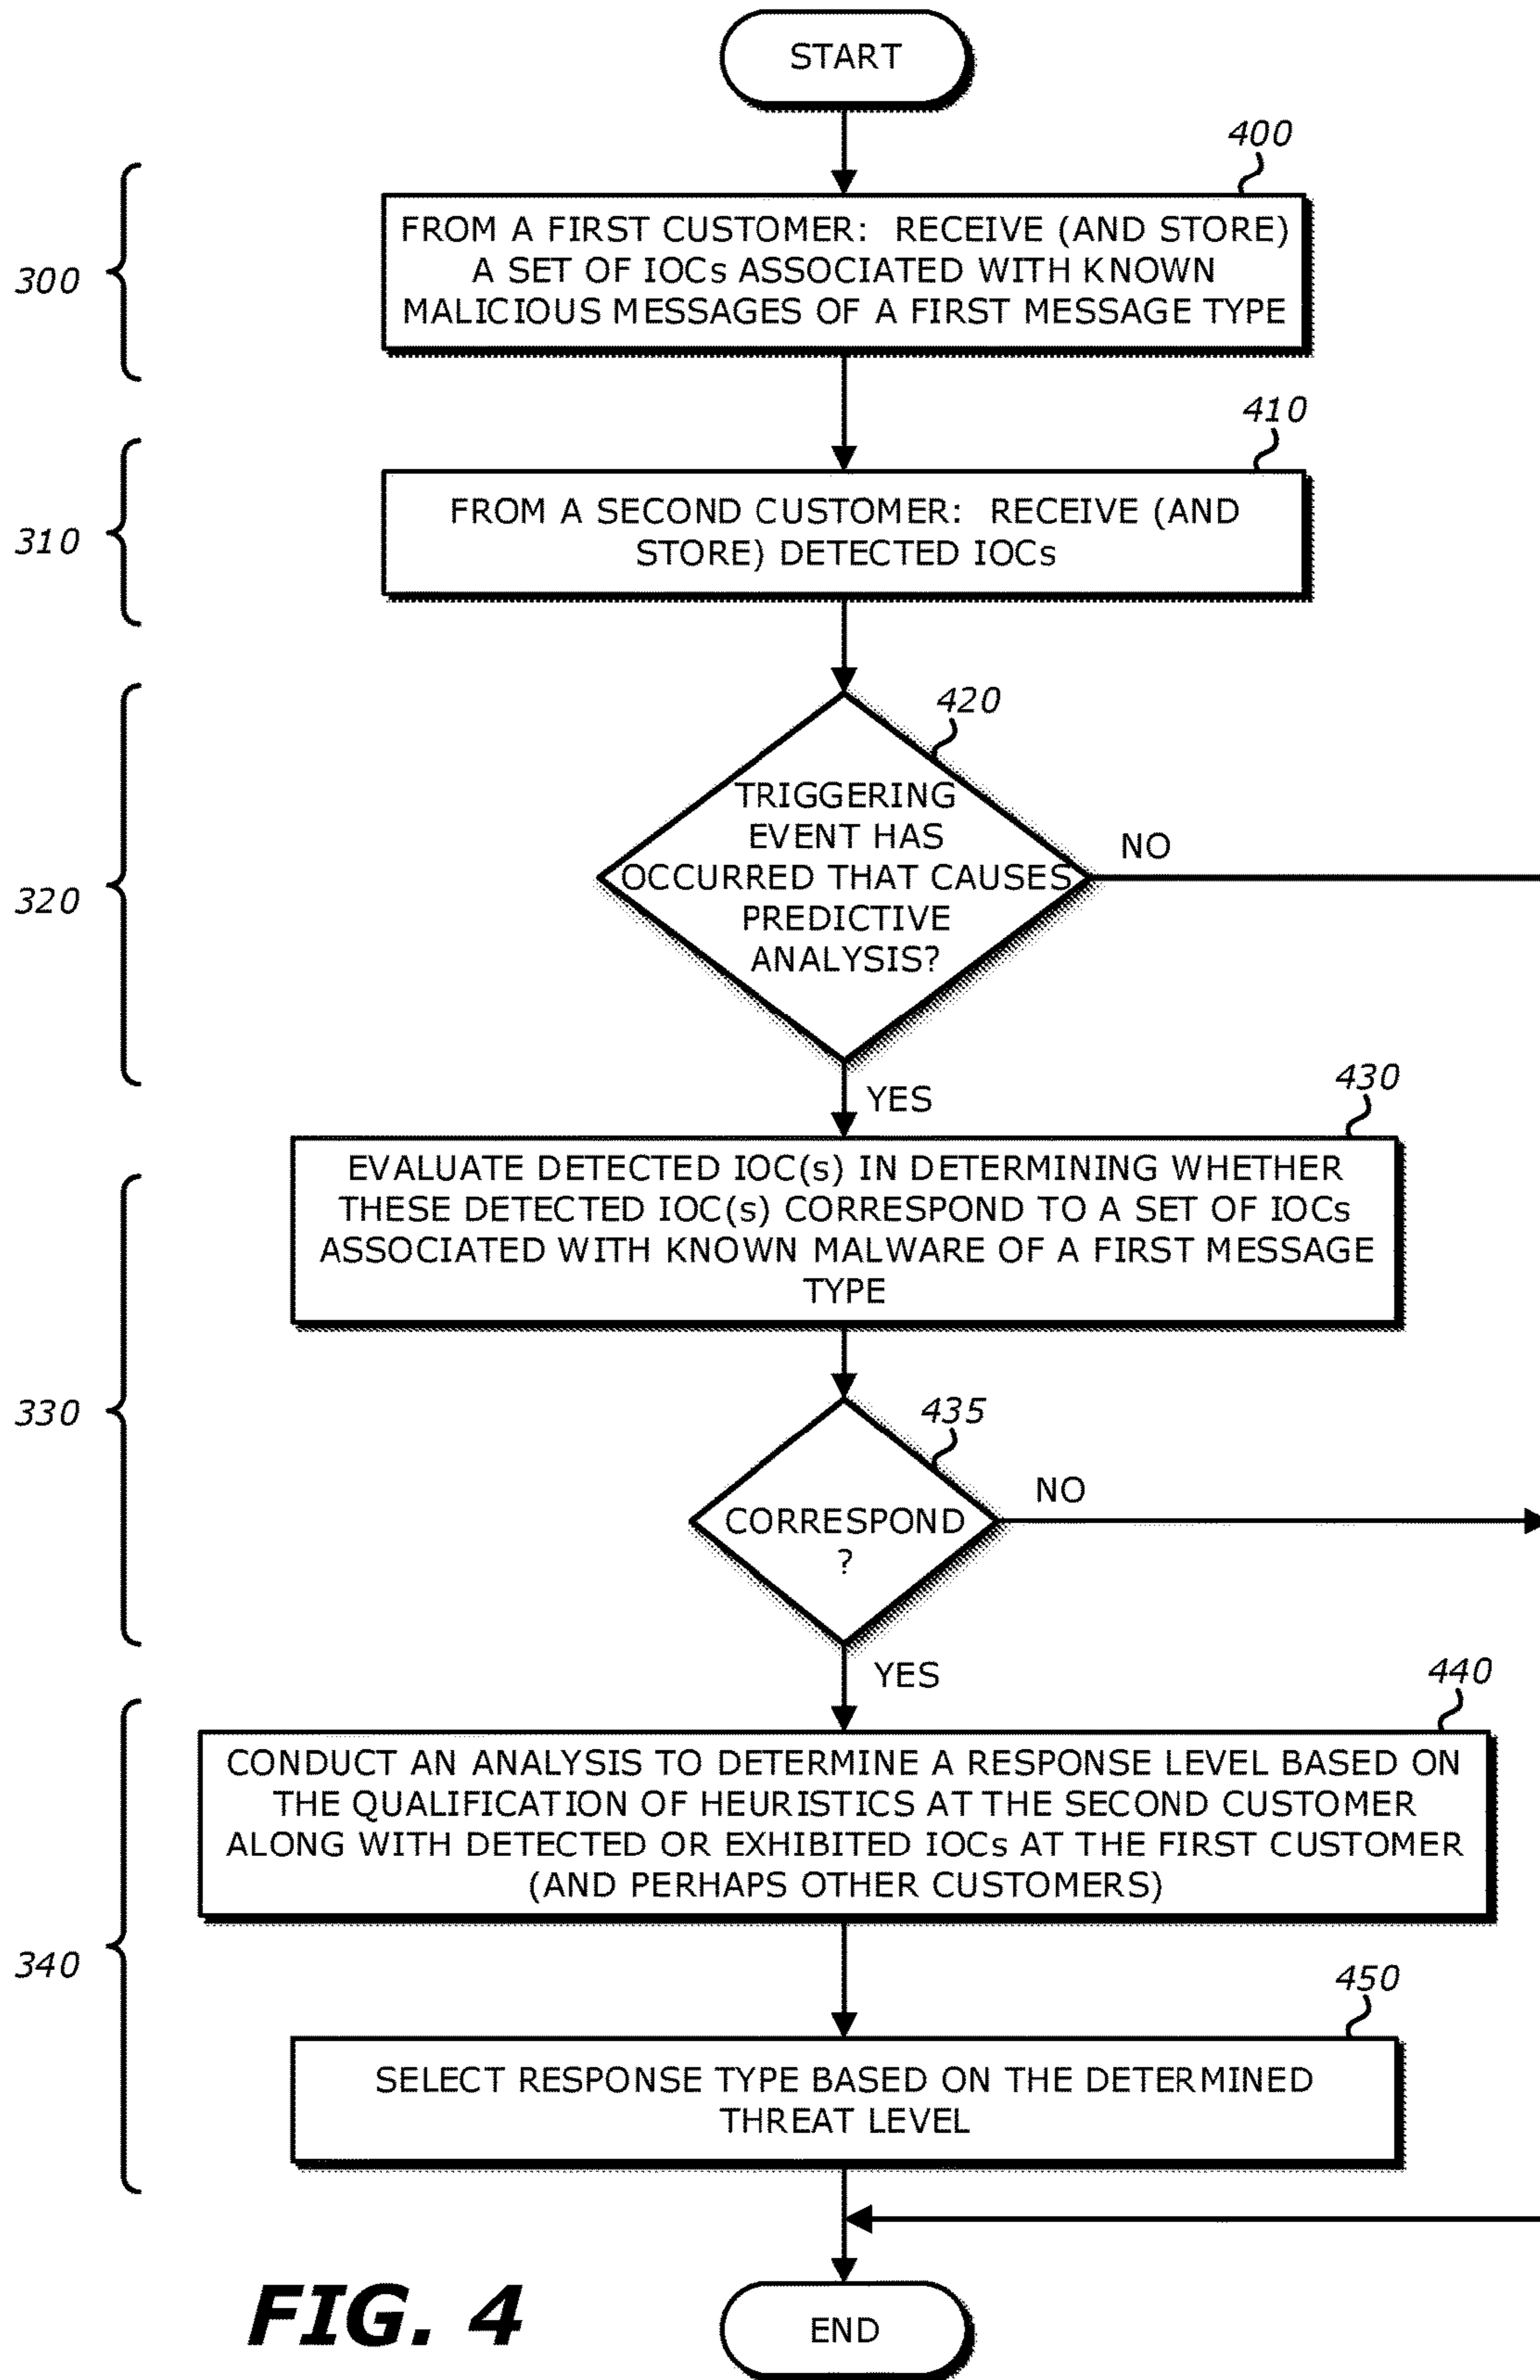 START
400
FROM A FIRST CUSTOMER: RECEIVE (AND STORE)
A SET OF IOCs ASSOCIATED WITH KNOWN
MALICIOUS MESSAGES OF A FIRST MESSAGE TYPE
300
410
FROM A SECOND CUSTOMER: RECEIVE (AND
STORE) DETECTED IOCs
310
420
TRIGGERING
EVENT HAS
OCCURRED THAT CAUSES
PREDICTIVE
ANALYSIS?
NO
320
YES
430
EVALUATE DETECTED IOC(s) IN DETERMINING WHETHER
THESE DETECTED IOC(s) CORRESPOND TO A SET OF IOCs
ASSOCIATED WITH KNOWN MALWARE OF A FIRST MESSAGE
TYPE
330
435
CORRESPOND
?
NO
YES
440
CONDUCT AN ANALYSIS TO DETERMINE A RESPONSE LEVEL BASED ON
THE QUALIFICATION OF HEURISTICS AT THE SECOND CUSTOMER
ALONG WITH DETECTED OR EXHIBITED IOCs AT THE FIRST CUSTOMER
(AND PERHAPS OTHER CUSTOMERS)
340
450
SELECT RESPONSE TYPE BASED ON THE DETERMINED
THREAT LEVEL
FIG. 4
END